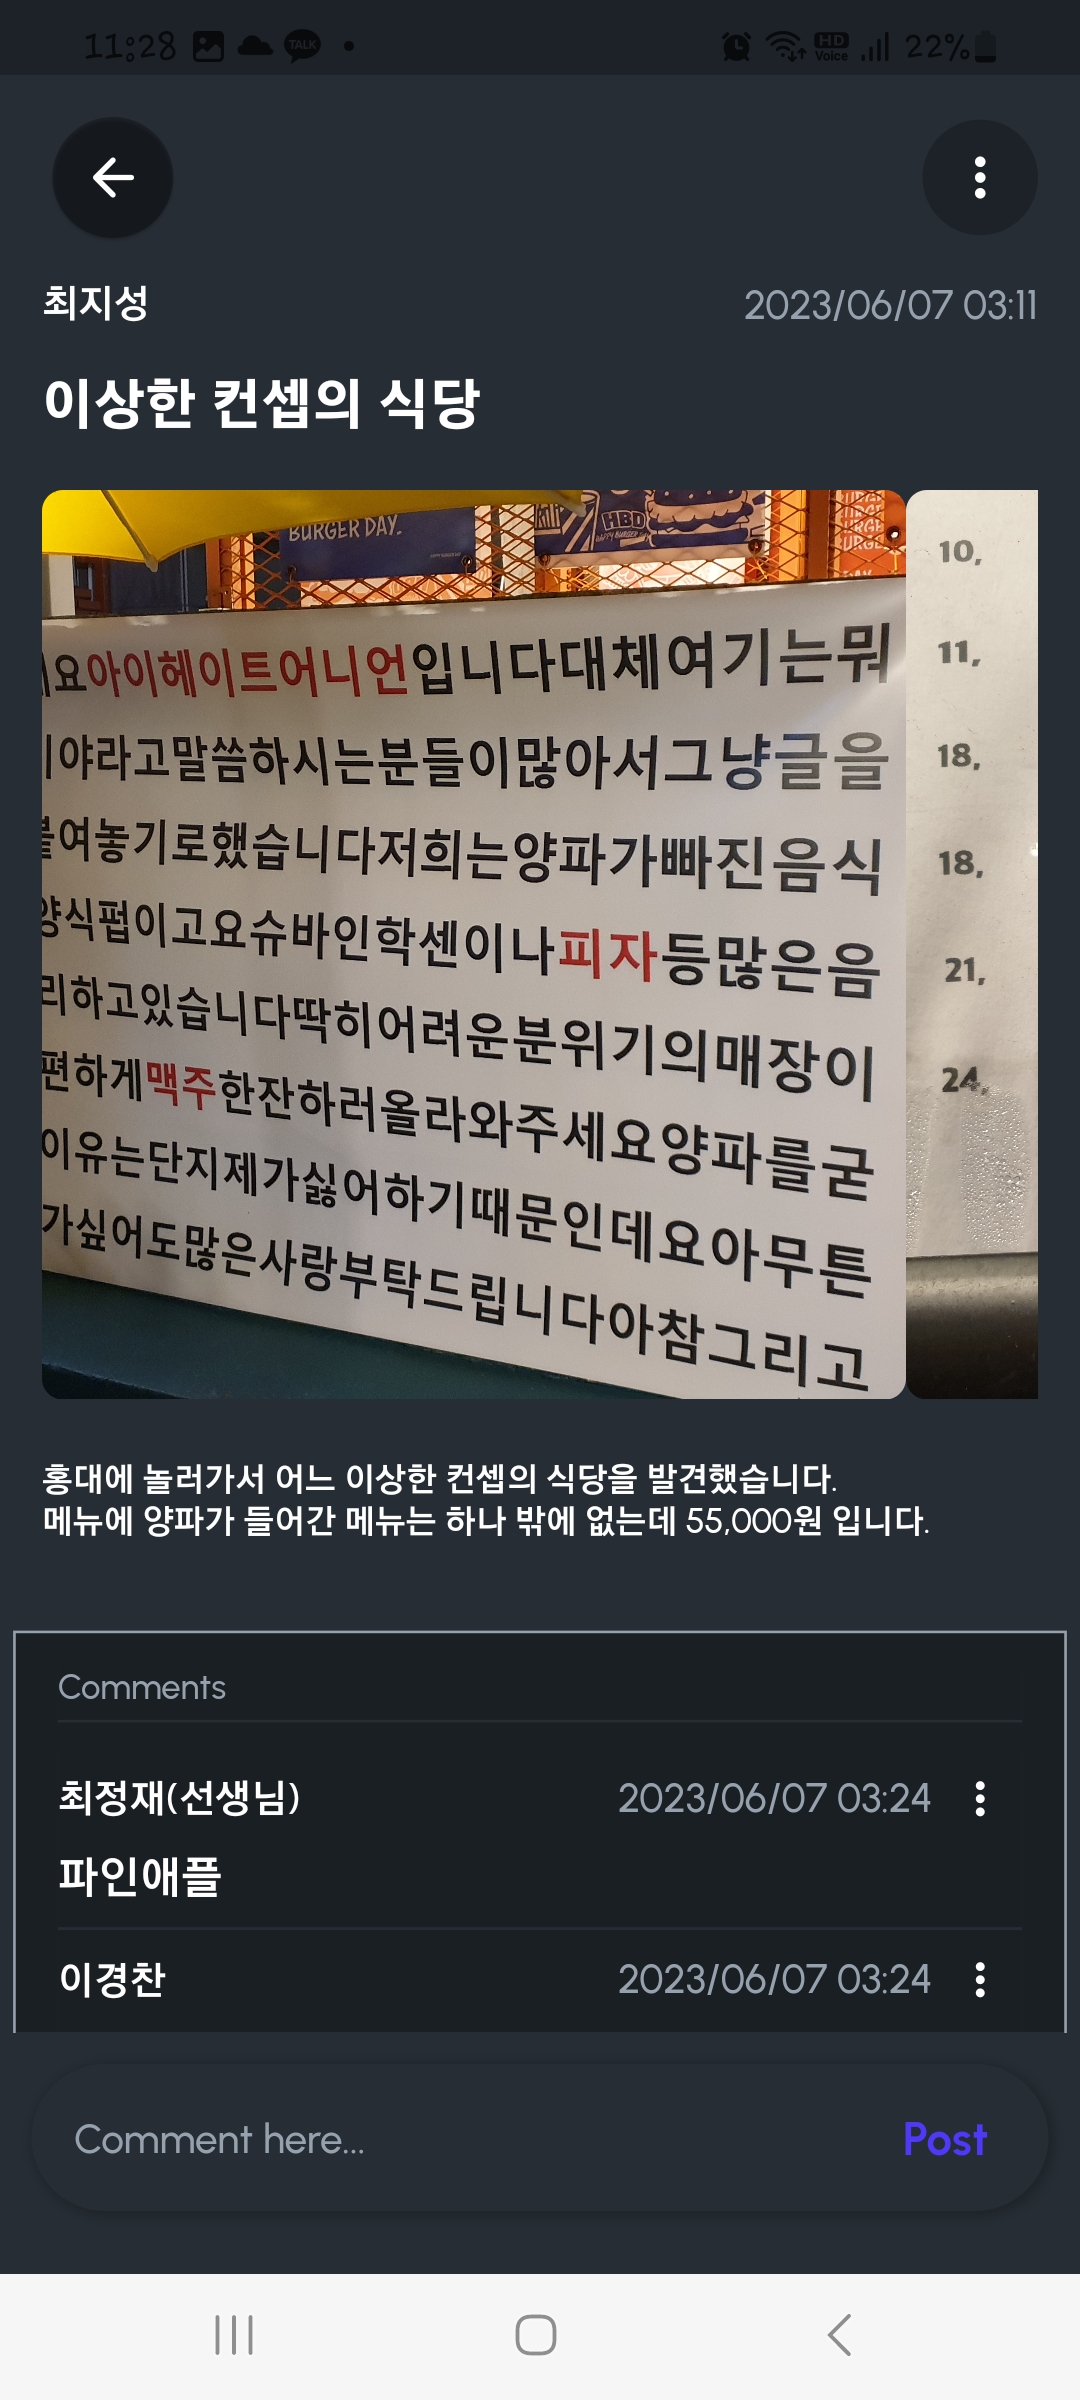 11:28
TALK
HD Voice
22%
최지성
2023/06/07 03:11
이상한 컨셉의 식당
BURGER DAY.
HBD
HAPPY BURGER DAY
요아이헤이트어니언입니다대체여기는뭐
야라고말씀하시는분들이많아서그냥글을
여놓기로했습니다저희는양파가빠진음식
양식펍이고요슈바인학센이나피자등많은음
리하고있습니다딱히어려운분위기의매장이
편하게맥주한잔하러올라와주세요양파를굳
이유는단지제가싫어하기때문인데요아무튼
가싶어도많은사랑부탁드립니다아참그리고
10,
11,
18,
18,
21,
24,
홍대에 놀러가서 어느 이상한 컨셉의 식당을 발견했습니다.
메뉴에 양파가 들어간 메뉴는 하나 밖에 없는데 55,000원 입니다.
Comments
최정재(선생님)
2023/06/07 03:24
파인애플
이경찬
2023/06/07 03:24
Comment here...
Post